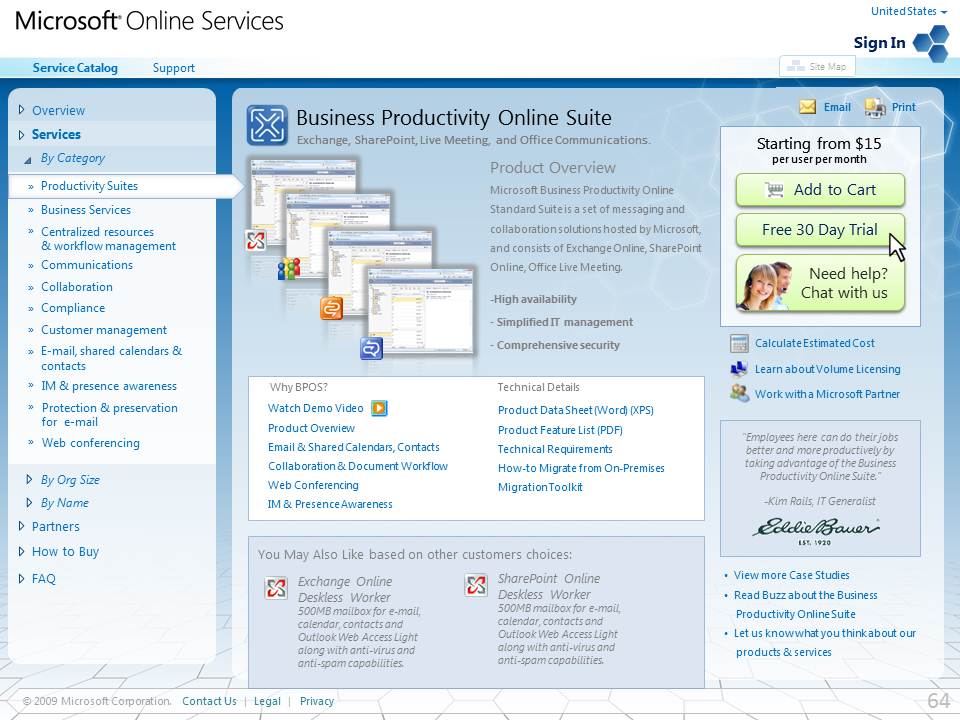 Microsoft® Online Services
United States
Sign In
Service Catalog
Support
Site Map
Overview
Services
By Category
» Productivity Suites
» Business Services
» Centralized resources
& workflow management
» Communications
» Collaboration
» Compliance
» Customer management
» E-mail, shared calendars &
contacts
» IM & presence awareness
» Protection & preservation
for e-mail
» Web conferencing
By Org Size
By Name
Partners
How to Buy
FAQ
Business Productivity Online Suite
Exchange, SharePoint, Live Meeting, and Office Communications.
Product Overview
Microsoft Business Productivity Online
Standard Suite is a set of messaging and
collaboration solutions hosted by Microsoft,
and consists of Exchange Online, SharePoint
Online, Office Live Meeting.
-High availability
- Simplified IT management
- Comprehensive security
Why BPOS?
Watch Demo Video
Product Overview
Email & Shared Calendars, Contacts
Collaboration & Document Workflow
Web Conferencing
IM & Presence Awareness
Technical Details
Product Data Sheet (Word) (XPS)
Product Feature List (PDF)
Technical Requirements
How-to Migrate from On-Premises
Migration Toolkit
You May Also Like based on other customers choices:
Exchange Online
Deskless Worker
500MB mailbox for e-mail,
calendar, contacts and
Outlook Web Access Light
along with anti-virus and
anti-spam capabilities.
SharePoint Online
Deskless Worker
500MB mailbox for e-mail,
calendar, contacts and
Outlook Web Access Light
along with anti-virus and
anti-spam capabilities.
Email
Print
Starting from $15
per user per month
Add to Cart
Free 30 Day Trial
Need help?
Chat with us
Calculate Estimated Cost
Learn about Volume Licensing
Work with a Microsoft Partner
"Employees here can do their jobs
better and more productively by
taking advantage of the Business
Productivity Online Suite."
-Kim Rails, IT Generalist
Eddie Bauer
EST. 1920
• View more Case Studies
• Read Buzz about the Business
Productivity Online Suite
• Let us know what you think about our
products & services
© 2009 Microsoft Corporation. Contact Us | Legal | Privacy
64